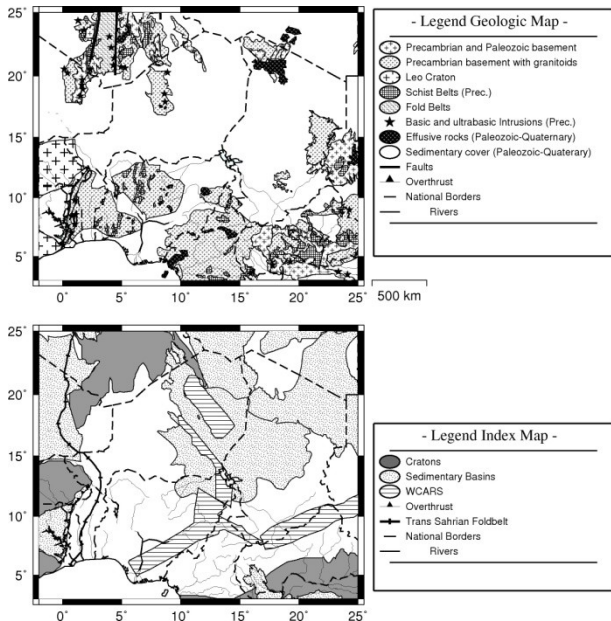 25˚
20˚
15˚
10˚
5˚
0˚ 5˚ 10˚ 15˚ 20˚ 25˚
- Legend Geologic Map -
Precambrian and Paleozoic basement
Precambrian basement with granitoids
Leo Craton
Schist Belts (Prec.)
Fold Belts
Basic and ultrabasic Intrusions (Prec.)
Effusive rocks (Paleozoic-Quaternary)
Sedimentary cover (Paleozoic-Quaterary)
Faults
Overthrust
National Borders
Rivers
500 km
25˚
20˚
15˚
10˚
5˚
0˚ 5˚ 10˚ 15˚ 20˚ 25˚
- Legend Index Map -
Cratons
Sedimentary Basins
WCARS
Overthrust
Trans Sahrian Foldbelt
National Borders
Rivers